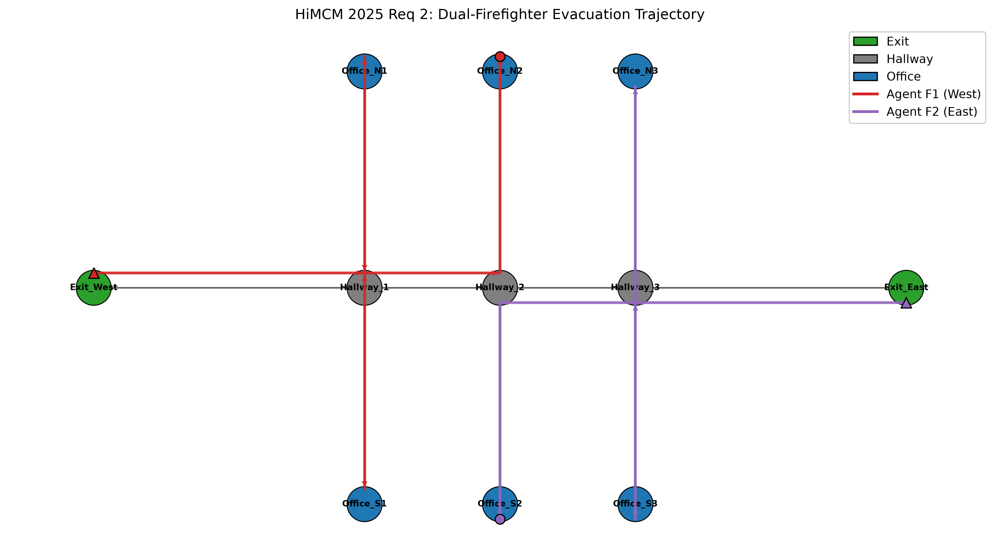 HiMCM 2025 Req 2: Dual-Firefighter Evacuation Trajectory
Exit
Hallway
Office
Agent F1 (West)
Agent F2 (East)
Office_N1
Office_N2
Office_N3
Exit_West
Hallway_1
Hallway_2
Hallway_3
Exit_East
Office_S1
Office_S2
Office_S3